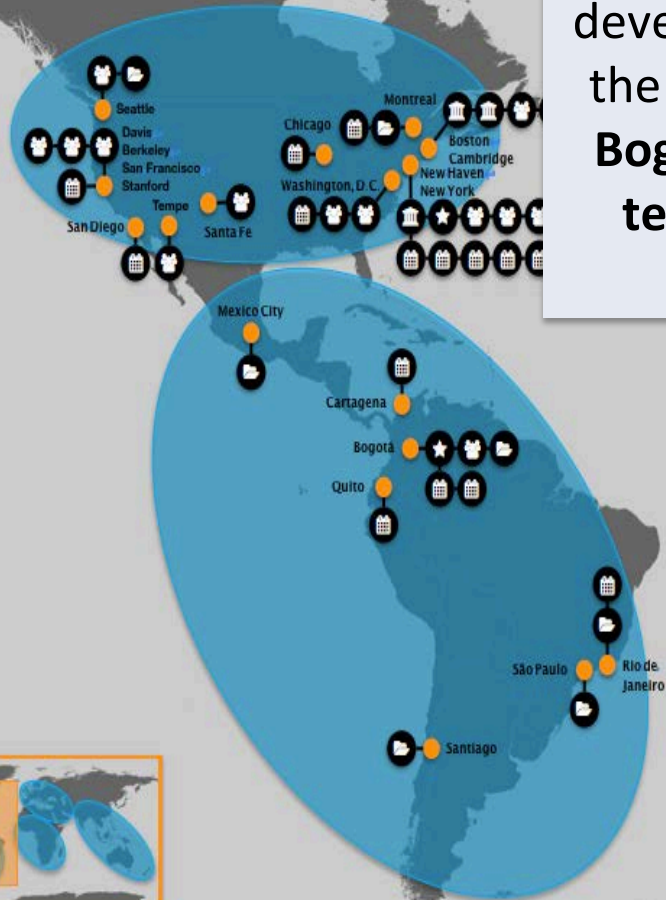 deve
the
Bog
te
Seattle
Davis
Berkeley
San Francisco
Stanford
Tempe
San Diego
Santa Fe
Chicago
Montreal
Boston
Cambridge
New Haven
New York
Washington, D.C.
Mexico City
Cartagena
Bogotá
Quito
São Paulo
Rio de
Janeiro
Santiago